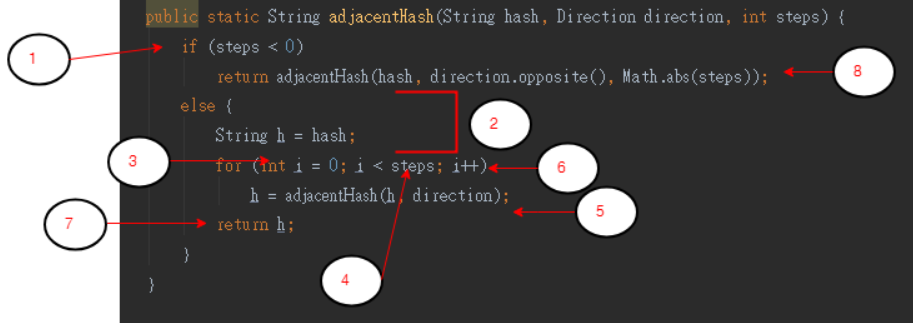 public static String adjacentHash(String hash, Direction direction, int steps) {
1 if (steps < 0)
return adjacentHash(hash, direction.opposite(), Math.abs(steps)); 8
else {
String h = hash; 2
3 for (int i = 0; i < steps; i++) 6
h = adjacentHash(h, direction); 5
7 return h;
} 4
}